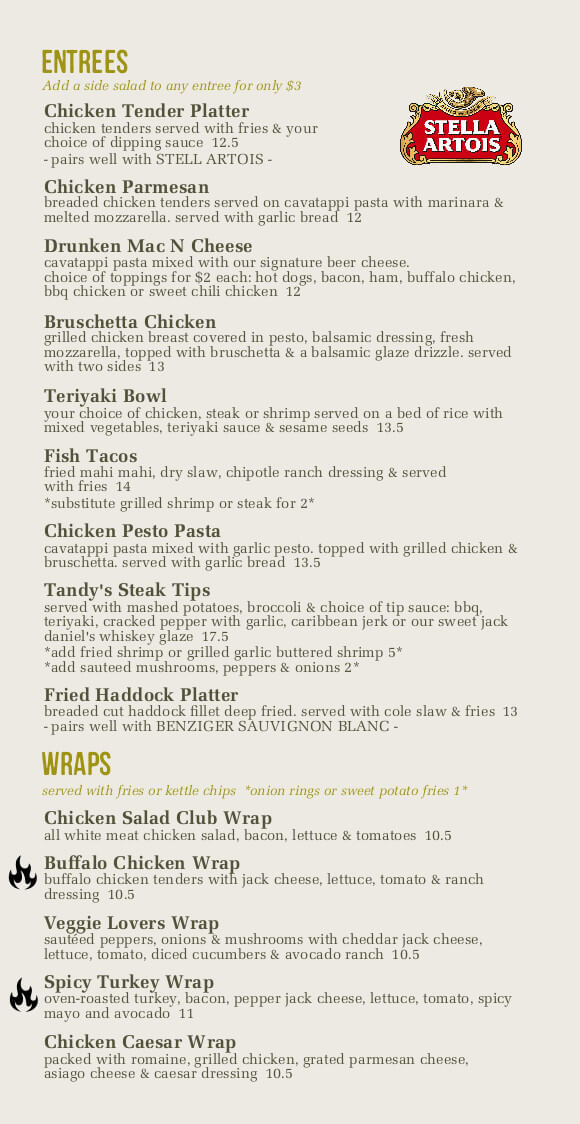 ENTREES
Add a side salad to any entree for only $3
STELLA
ARTOIS
Chicken Tender Platter
chicken tenders served with fries & your
choice of dipping sauce 12.5
- pairs well with STELL ARTOIS -
Chicken Parmesan
breaded chicken tenders served on cavatappi pasta with marinara &
melted mozzarella. served with garlic bread 12
Drunken Mac N Cheese
cavatappi pasta mixed with our signature beer cheese.
choice of toppings for $2 each: hot dogs, bacon, ham, buffalo chicken,
bbq chicken or sweet chili chicken 12
Bruschetta Chicken
grilled chicken breast covered in pesto, balsamic dressing, fresh
mozzarella, topped with bruschetta & a balsamic glaze drizzle. served
with two sides 13
Teriyaki Bowl
your choice of chicken, steak or shrimp served on a bed of rice with
mixed vegetables, teriyaki sauce & sesame seeds 13.5
Fish Tacos
fried mahi mahi, dry slaw, chipotle ranch dressing & served
with fries 14
*substitute grilled shrimp or steak for 2*
Chicken Pesto Pasta
cavatappi pasta mixed with garlic pesto. topped with grilled chicken &
bruschetta. served with garlic bread 13.5
Tandy's Steak Tips
served with mashed potatoes, broccoli & choice of tip sauce: bbq,
teriyaki, cracked pepper with garlic, caribbean jerk or our sweet jack
daniel's whiskey glaze 17.5
*add fried shrimp or grilled garlic buttered shrimp 5*
*add sauteed mushrooms, peppers & onions 2*
Fried Haddock Platter
breaded cut haddock fillet deep fried. served with cole slaw & fries 13
- pairs well with BENZIGER SAUVIGNON BLANC -
WRAPS
served with fries or kettle chips *onion rings or sweet potato fries 1*
Chicken Salad Club Wrap
all white meat chicken salad, bacon, lettuce & tomatoes 10.5
Buffalo Chicken Wrap
buffalo chicken tenders with jack cheese, lettuce, tomato & ranch
dressing 10.5
Veggie Lovers Wrap
sautéed peppers, onions & mushrooms with cheddar jack cheese,
lettuce, tomato, diced cucumbers & avocado ranch 10.5
Spicy Turkey Wrap
oven-roasted turkey, bacon, pepper jack cheese, lettuce, tomato, spicy
mayo and avocado 11
Chicken Caesar Wrap
packed with romaine, grilled chicken, grated parmesan cheese,
asiago cheese & caesar dressing 10.5